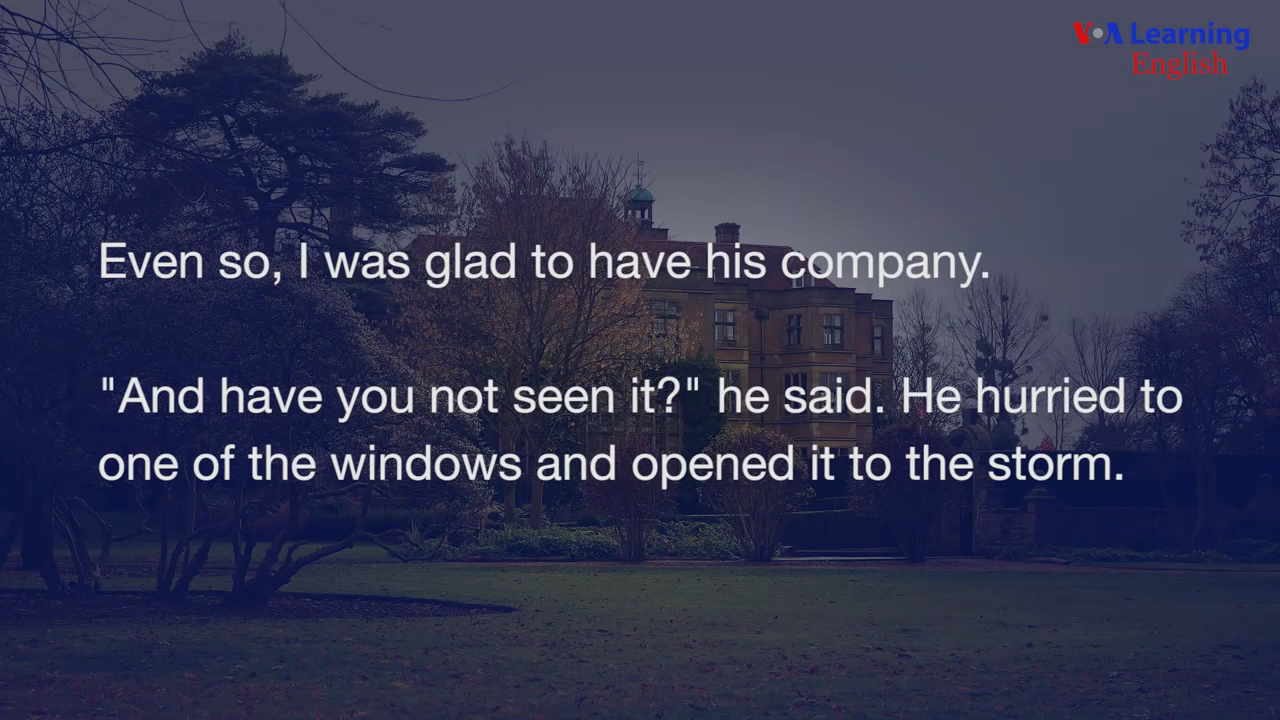 VOA Learning
English
Even so, I was glad to have his company.
"And have you not seen it?" he said. He hurried to
one of the windows and opened it to the storm.